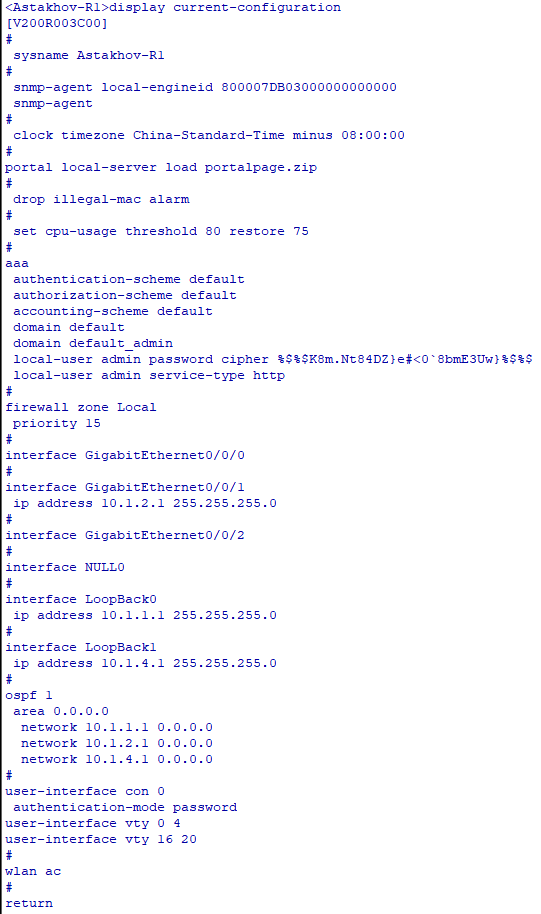 <Astakhov-R1>display current-configuration
[V200R003C00]
#
 sysname Astakhov-R1
#
 snmp-agent local-engineid 800007DB03000000000000
 snmp-agent
#
 clock timezone China-Standard-Time minus 08:00:00
#
portal local-server load portalpage.zip
#
 drop illegal-mac alarm
#
 set cpu-usage threshold 80 restore 75
#
aaa
 authentication-scheme default
 authorization-scheme default
 accounting-scheme default
 domain default
 domain default_admin
 local-user admin password cipher %$%$K8m.Nt84DZ}e#<0`8bmE3Uw}%$%$
 local-user admin service-type http
#
firewall zone Local
 priority 15
#
interface GigabitEthernet0/0/0
#
interface GigabitEthernet0/0/1
 ip address 10.1.2.1 255.255.255.0
#
interface GigabitEthernet0/0/2
#
interface NULL0
#
interface LoopBack0
 ip address 10.1.1.1 255.255.255.0
#
interface LoopBack1
 ip address 10.1.4.1 255.255.255.0
#
ospf 1
 area 0.0.0.0
  network 10.1.1.1 0.0.0.0
  network 10.1.2.1 0.0.0.0
  network 10.1.4.1 0.0.0.0
#
user-interface con 0
 authentication-mode password
user-interface vty 0 4
user-interface vty 16 20
#
wlan ac
#
return